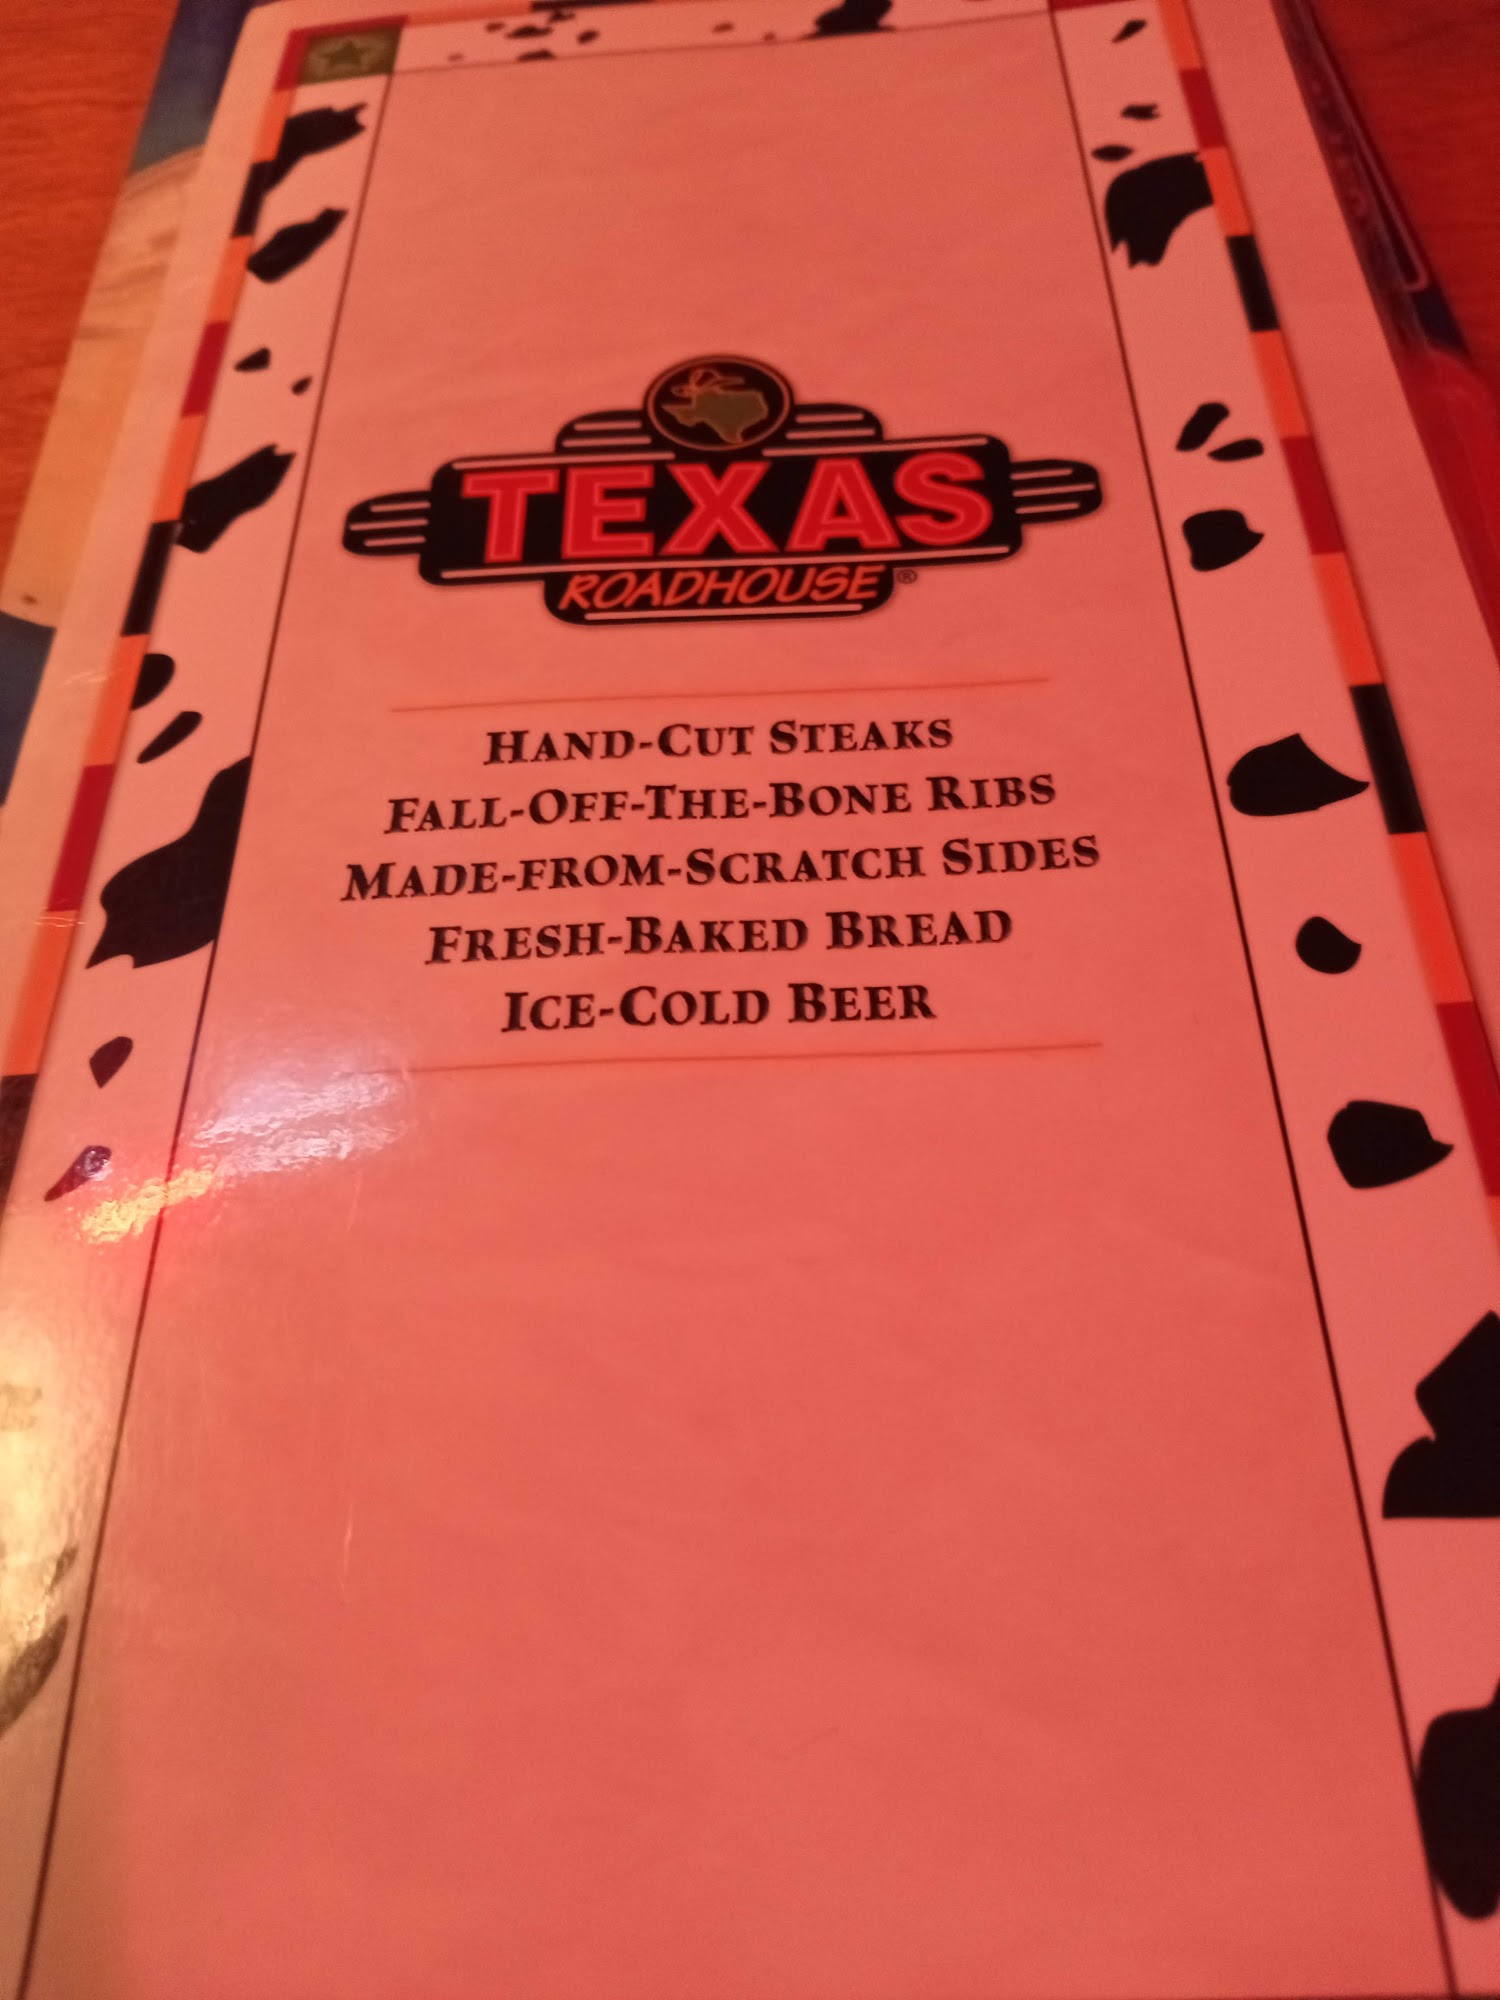 TEXAS
ROADHOUSE®
HAND-CUT STEAKS
FALL-OFF-THE-BONE RIBS
MADE-FROM-SCRATCH SIDES
FRESH-BAKED BREAD
ICE-COLD BEER